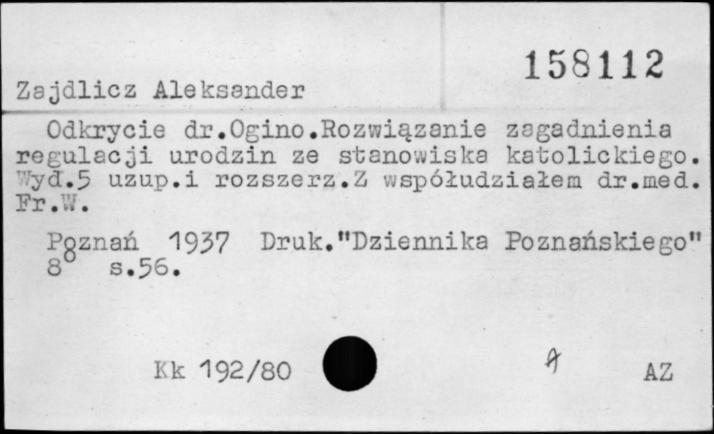 158112
Zajdlicz Aleksander
Odkrycie dr.Ogino.Rozwiązanie zagadnienia
regulacji urodzin ze stanowiska katolickiego.
Wyd.5 uzup.i rozszerz.Z współudziałem dr.med.
Fr.W.
Poznań 1937 Druk."Dziennika Poznańskiego"
8° s.56.
Kk 192/80 AZ